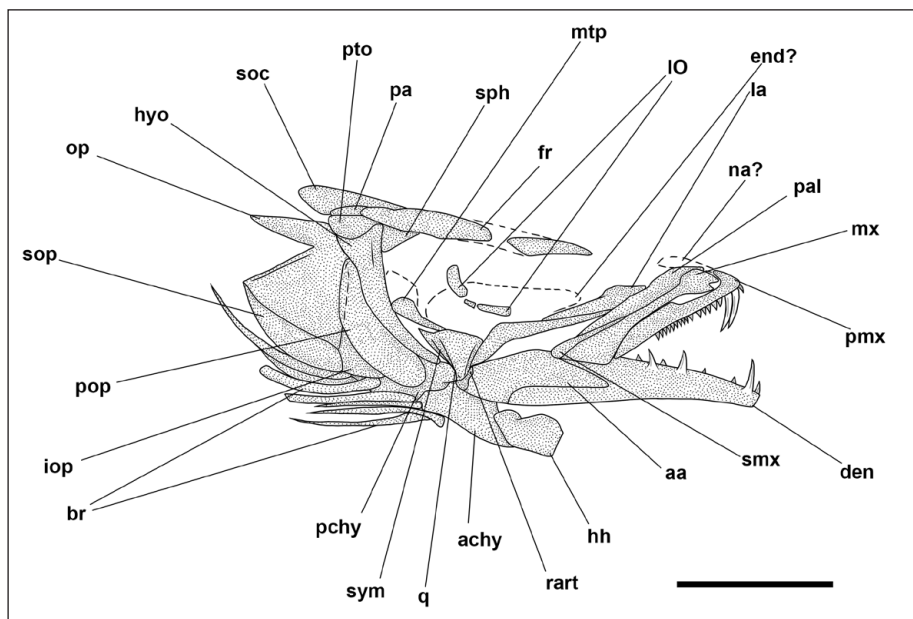 mtp
pto
IO
end?
soc
la
pa
sph
hyo
na?
fr
op
pal
mx
sop
pmx
pop
iop
smx
den
aa
br
pchy
hh
achy
rart
sym
q